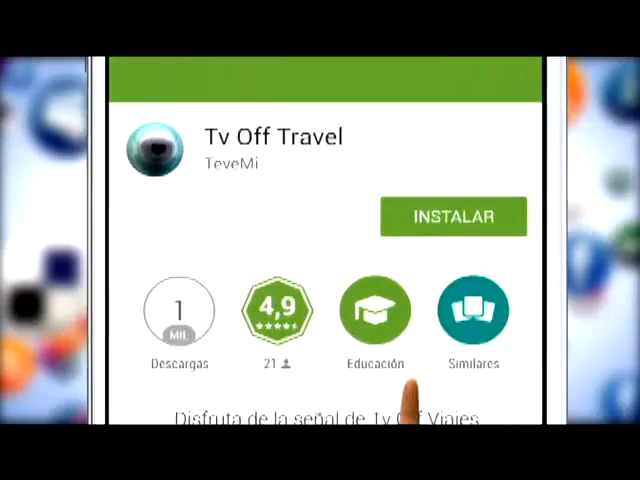 Tv Off Travel
TeveMi
INSTALAR
1
MIL
4,9
Descargas
21
Educación
Similares
Disfruta de la señal de Tv Off Viajes